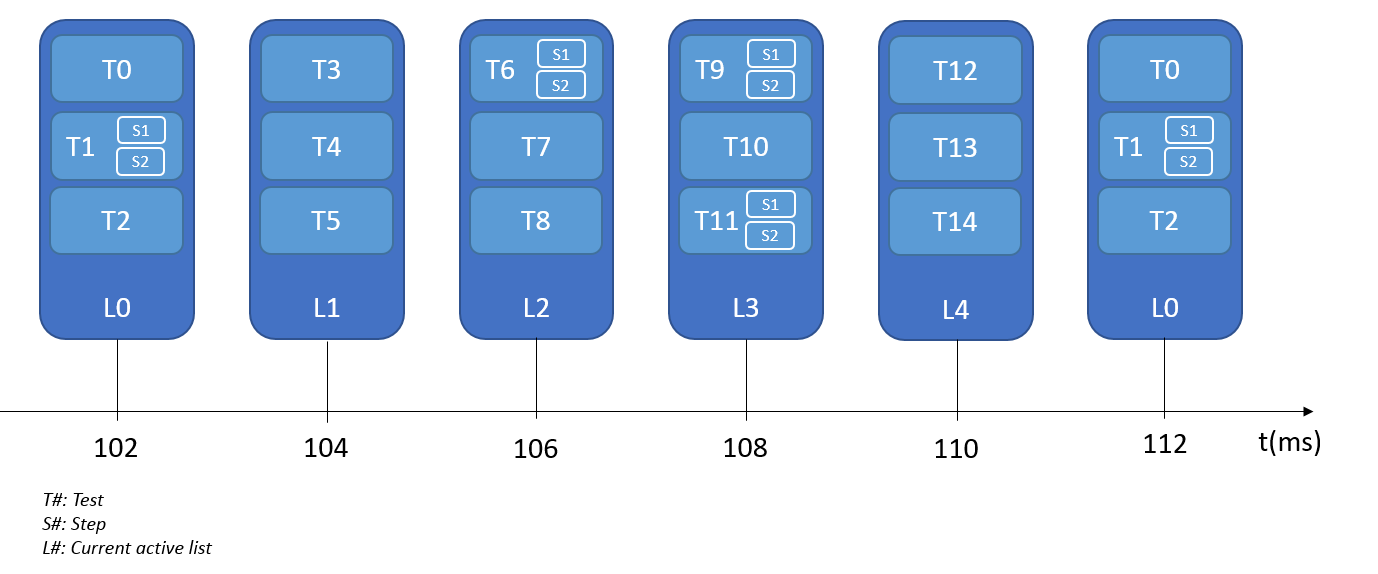 T0
T1
S1
S2
T2
L0
T3
T4
T5
L1
T6
S1
S2
T7
T8
L2
T9
S1
S2
T10
T11
S1
S2
L3
T12
T13
T14
L4
T0
T1
S1
S2
T2
L0
102
104
106
108
110
112
t(ms)
T#: Test
S#: Step
L#: Current active list